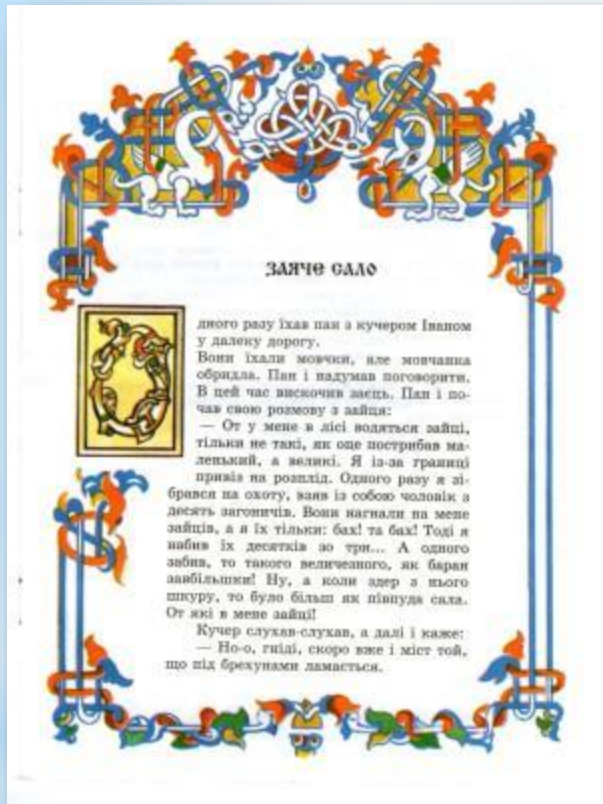 ЗАЯЧЕ САЛО
Одного разу їхав пан з кучером Іваном
у далеку дорогу.
Вони їхали мовчки, але мовчанка
обридла. Пан і надумав поговорити.
В цей час вискочив заєць. Пан і по-
чав свою розмову з зайця:
— От у мене в лісі водяться зайці,
тільки не такі, як оце пострибав ма-
ленький, а великі. Я із-за границі
привіз на розплід. Одного разу я зі-
брався на охоту, взяв із собою чоловік з
десять загоничів. Вони нагнали на мене
зайців, а я їх тільки: бах! та бах! Тоді я
набив їх десятків зо три... А одного
забив, то такого величезного, як баран
завбільшки! Ну, а коли здер з нього
шкуру, то було більш як півпуда сала.
От які в мене зайці!
Кучер слухав-слухав, а далі і каже:
— Но-о, гніді, скоро вже і міст той,
що під брехунами ламається.